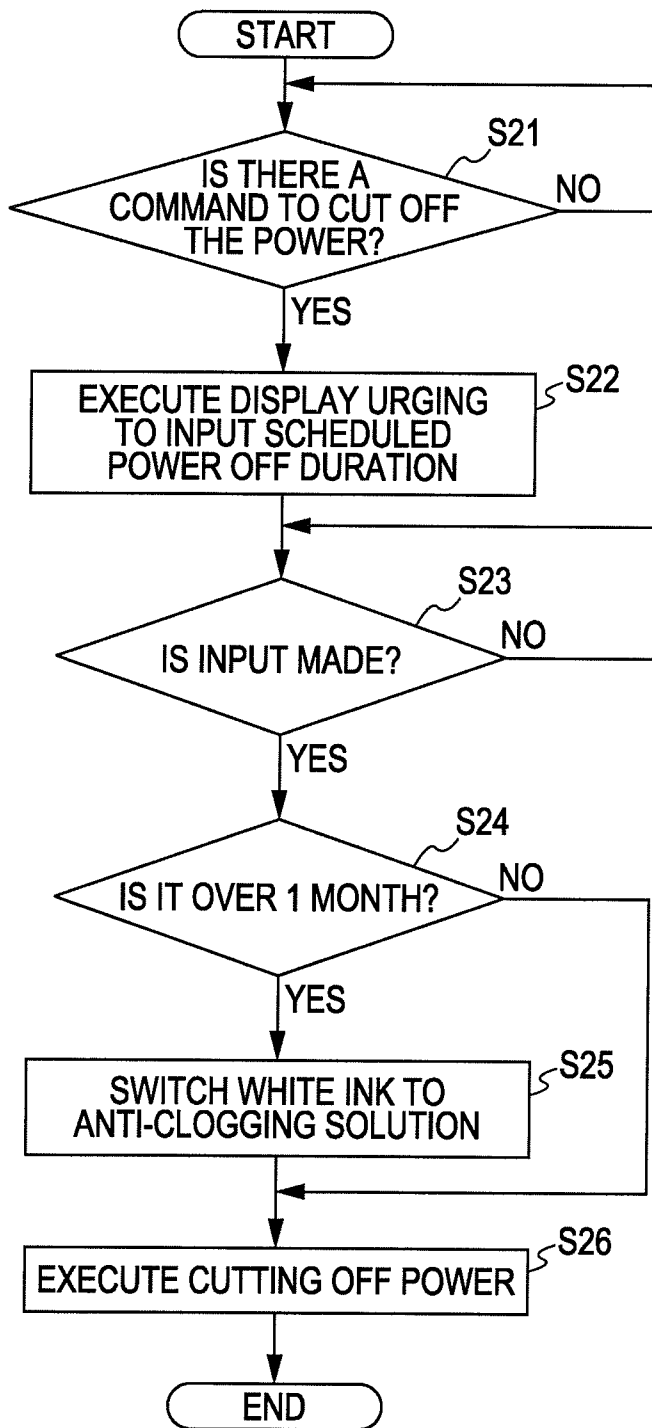 START
S21
IS THERE A
COMMAND TO CUT OFF
THE POWER?
NO
YES
S22
EXECUTE DISPLAY URGING
TO INPUT SCHEDULED
POWER OFF DURATION
S23
IS INPUT MADE?
NO
YES
S24
IS IT OVER 1 MONTH?
NO
YES
S25
SWITCH WHITE INK TO
ANTI-CLOGGING SOLUTION
S26
EXECUTE CUTTING OFF POWER
END